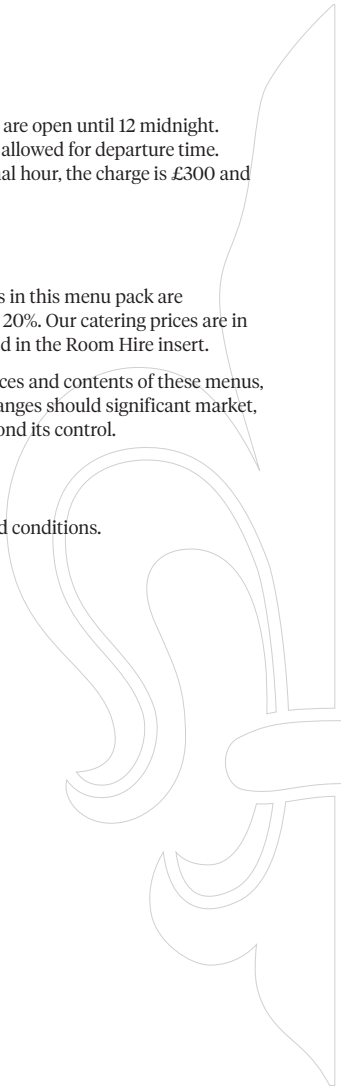 are open until 12 midnight.
allowed for departure time.
al hour, the charge is £300 and
s in this menu pack are
20%. Our catering prices are in
d in the Room Hire insert.
ces and contents of these menus,
anges should significant market,
ond its control.
d conditions.